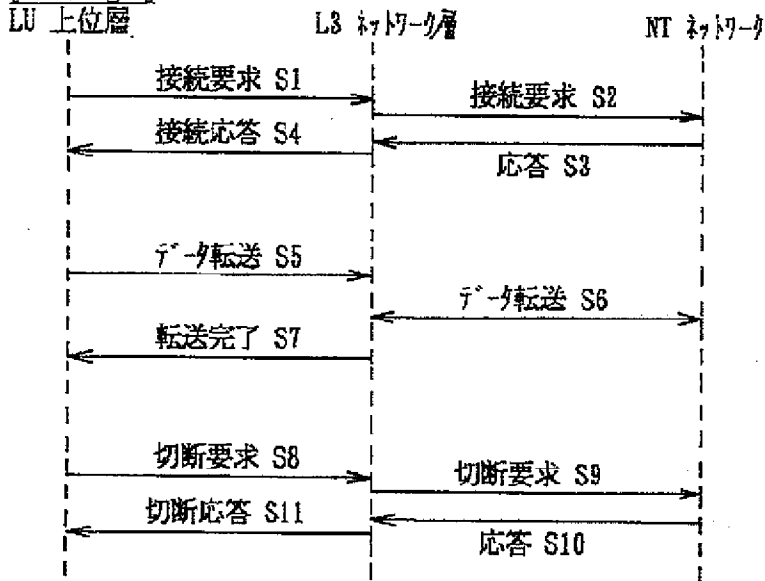 LU 上位層
L3 ネットワーク層
NT ネットワーク
接続要求 S1
接続要求 S2
接続応答 S4
応答 S3
データ転送 S5
データ転送 S6
転送完了 S7
切断要求 S8
切断要求 S9
切断応答 S11
応答 S10